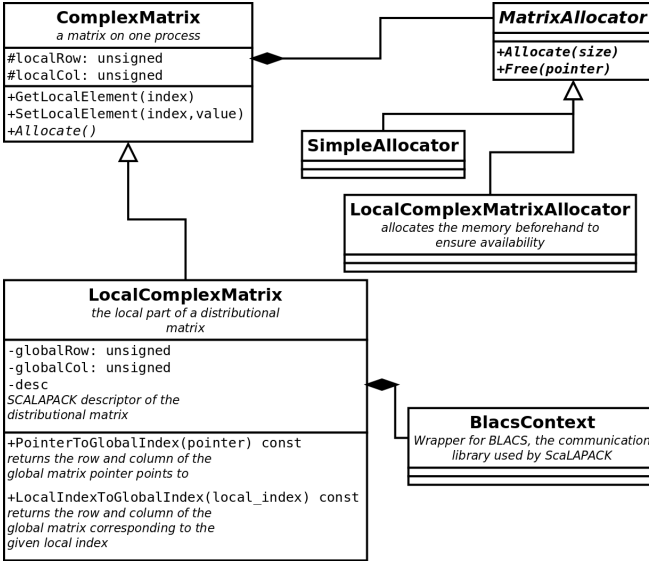 ComplexMatrix
a matrix on one process
#localRow: unsigned
#localCol: unsigned
+GetLocalElement(index)
+SetLocalElement(index,value)
+Allocate()
MatrixAllocator
+Allocate(size)
+Free(pointer)
SimpleAllocator
LocalComplexMatrixAllocator
allocates the memory beforehand to
ensure availability
LocalComplexMatrix
the local part of a distributional
matrix
-globalRow: unsigned
-globalCol: unsigned
-desc
SCALAPACK descriptor of the
distributional matrix
+PointerToGlobalIndex(pointer) const
returns the row and column of the
global matrix pointer points to
+LocalIndexToGlobalIndex(local_index) const
returns the row and column of the
global matrix corresponding to the
given local index
BlacsContext
Wrapper for BLACS, the communication
library used by ScaLAPACK